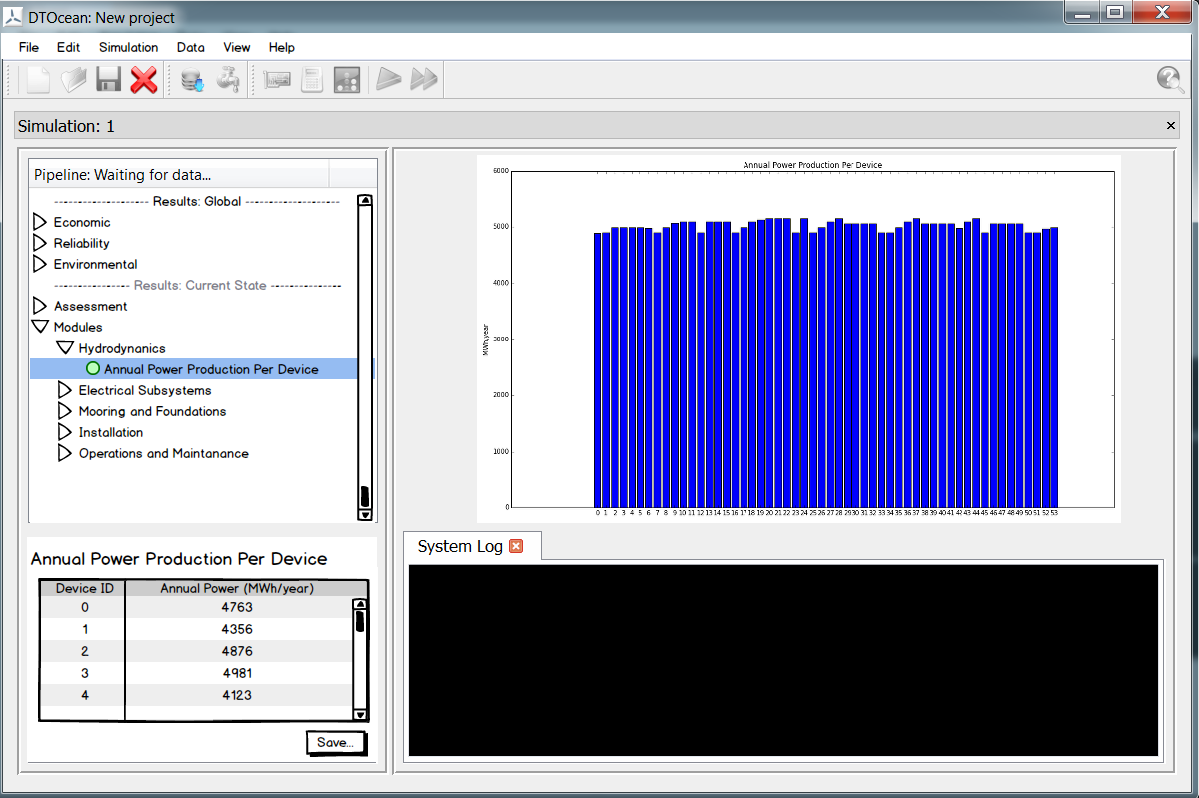 DTOcean: New project
File Edit Simulation Data View Help
Simulation: 1
Pipeline: Waiting for data...
Results: Global
Economic
Reliability
Environmental
Results: Current State
Assessment
Modules
Hydrodynanics
Annual Power Production Per Device
Electrical Subsystems
Mooring and Foundations
Installation
Operations and Maintanance
Annual Power Production Per Device
Device ID Annual Power (MWh/year)
0 4763
1 4356
2 4876
3 4981
4 4123
Save...
Annual Power Production Per Device
6000
5000
4000
3000
2000
1000
0
MWh/year
0 1 2 3 4 5 6 7 8 9 10 11 12 13 14 15 16 17 18 19 20 21 22 23 24 25 26 27 28 29 30 31 32 33 34 35 36 37 38 39 40 41 42 43 44 45 46 47 48 49 50 51 52 53
System Log